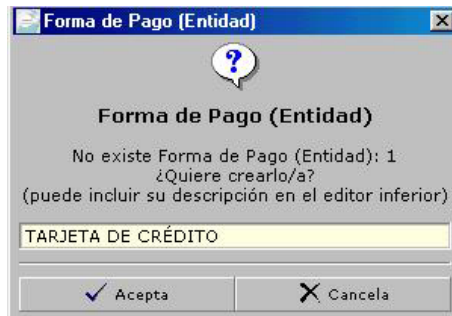 Forma de Pago (Entidad)
Forma de Pago (Entidad)
No existe Forma de Pago (Entidad): 1
¿Quiere crearlo/a?
(puede incluir su descripción en el editor inferior)
TARJETA DE CRÉDITO
Acepta
Cancela